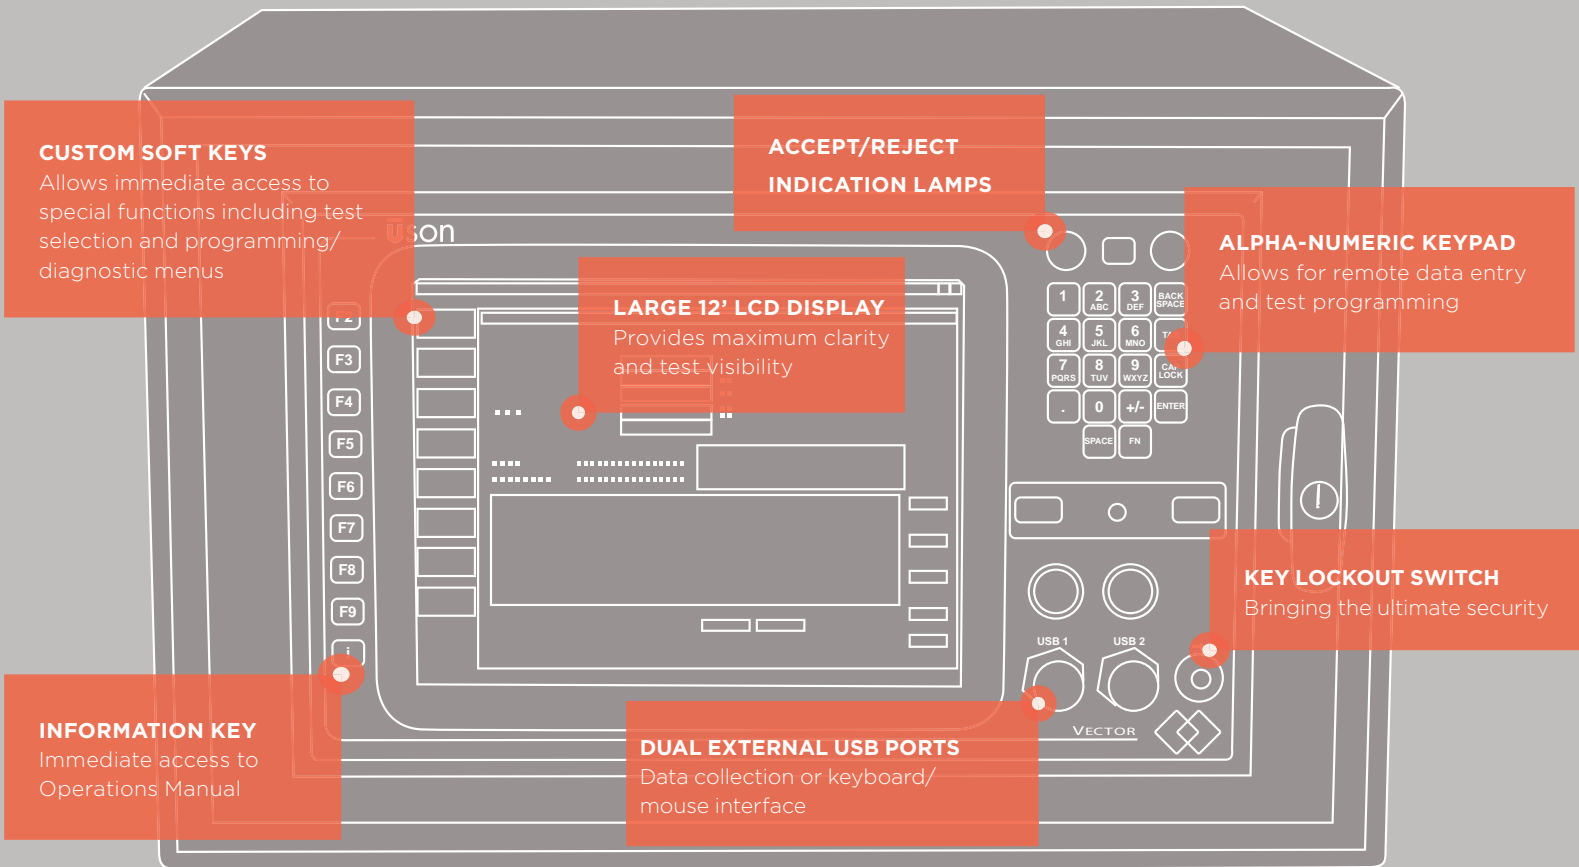 CUSTOM SOFT KEYS
Allows immediate access to
special functions including test
selection and programming/
diagnostic menus
ūson
ACCEPT/REJECT
INDICATION LAMPS
ALPHA-NUMERIC KEYPAD
Allows for remote data entry
and test programming
LARGE 12’ LCD DISPLAY
Provides maximum clarity
and test visibility
1 2 3 BACK
ABC DEF SPACE
4 5 6
GHI JKL MNO
7 8 9 CAP
PQRS TUV WXYZ LOCK
. 0 +/- ENTER
SPACE FN
F2
F3
F4
F5
F6
F7
F8
F9
i
KEY LOCKOUT SWITCH
Bringing the ultimate security
USB 1 USB 2
VECTOR
INFORMATION KEY
Immediate access to
Operations Manual
DUAL EXTERNAL USB PORTS
Data collection or keyboard/
mouse interface